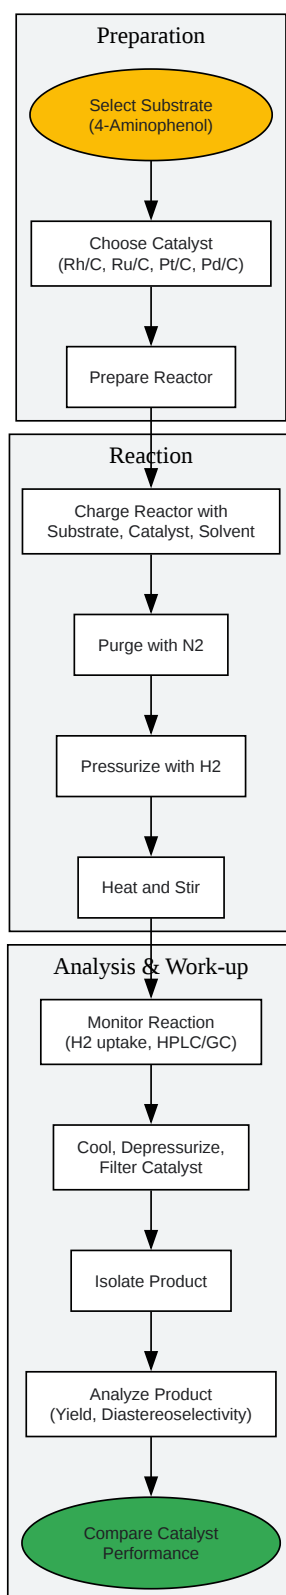 Preparation
Select Substrate
(4-Aminophenol)
Choose Catalyst
(Rh/C, Ru/C, Pt/C, Pd/C)
Prepare Reactor
Reaction
Charge Reactor with
Substrate, Catalyst, Solvent
Purge with N2
Pressurize with H2
Heat and Stir
Analysis & Work-up
Monitor Reaction
(H2 uptake, HPLC/GC)
Cool, Depressurize,
Filter Catalyst
Isolate Product
Analyze Product
(Yield, Diastereoselectivity)
Compare Catalyst
Performance